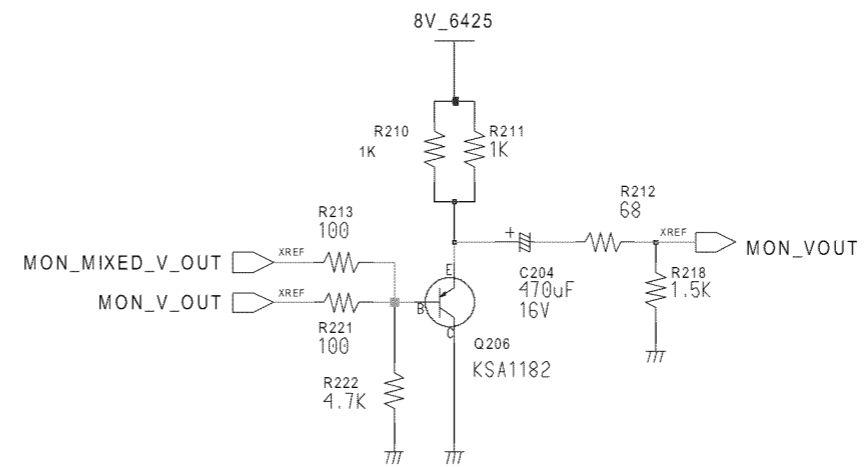 8V_6425
R210
1K
R211
1K
R212
68
R213
100
XREF
MON_MIXED_V_OUT
XREF
MON_V_OUT
R221
100
R222
4.7K
E
B
C
Q206
KSA1182
+
C204
470uF
16V
XREF
MON_VOUT
R218
1.5K